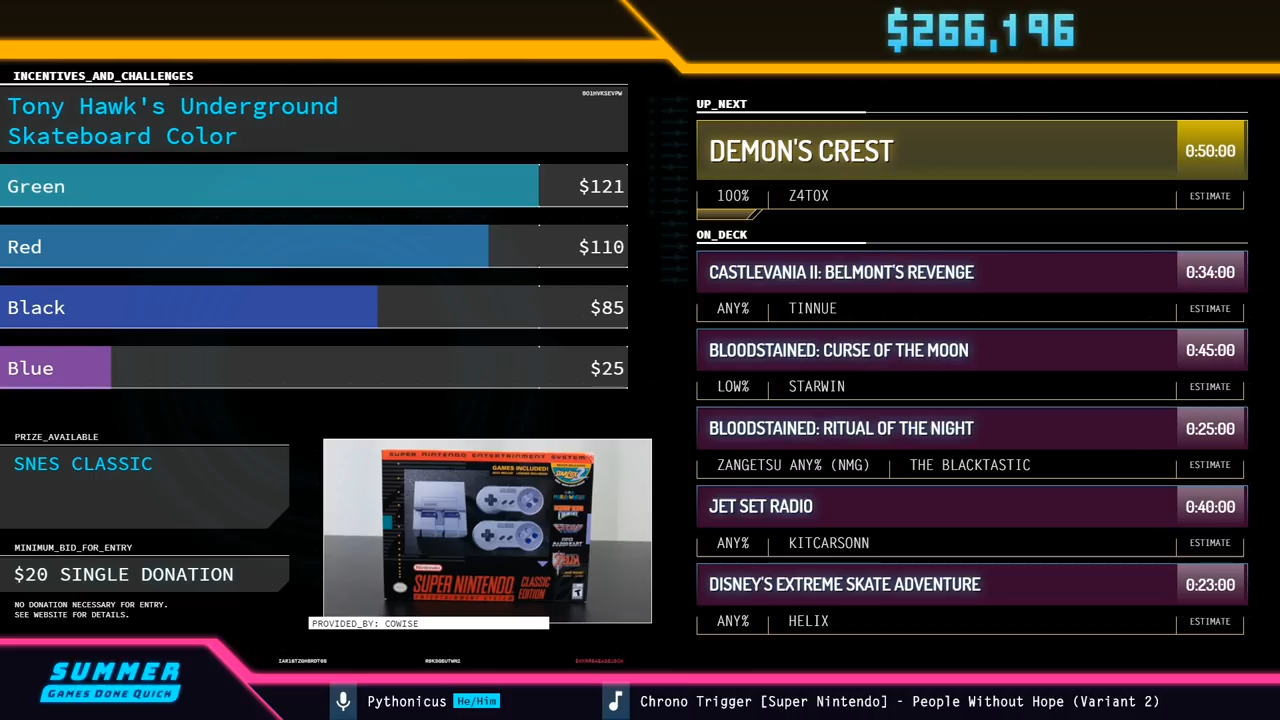 $266,196
INCENTIVES_AND_CHALLENGES
Tony Hawk's Underground
Skateboard Color
Green $121
Red $110
Black $85
Blue $25
PRIZE_AVAILABLE
SNES CLASSIC
MINIMUM_BID_FOR_ENTRY
$20 SINGLE DONATION
NO DONATION NECESSARY FOR ENTRY.
SEE WEBSITE FOR DETAILS.
SUPER NINTENDO ENTERTAINMENT SYSTEM
GAMES INCLUDED!
Nintendo
SUPER NINTENDO
ENTERTAINMENT SYSTEM
CLASSIC
EDITION
PROVIDED_BY: COWISE
UP_NEXT
DEMON'S CREST 0:50:00
100% Z4TOX ESTIMATE
ON_DECK
CASTLEVANIA II: BELMONT'S REVENGE 0:34:00
ANY% TINNUE ESTIMATE
BLOODSTAINED: CURSE OF THE MOON 0:45:00
LOW% STARWIN ESTIMATE
BLOODSTAINED: RITUAL OF THE NIGHT 0:25:00
ZANGETSU ANY% (NMG) THE BLACKTASTIC ESTIMATE
JET SET RADIO 0:40:00
ANY% KITCARSONN ESTIMATE
DISNEY'S EXTREME SKATE ADVENTURE 0:23:00
ANY% HELIX ESTIMATE
SUMMER
GAMES DONE QUICK
Pythonicus He/Him
Chrono Trigger [Super Nintendo] - People Without Hope (Variant 2)